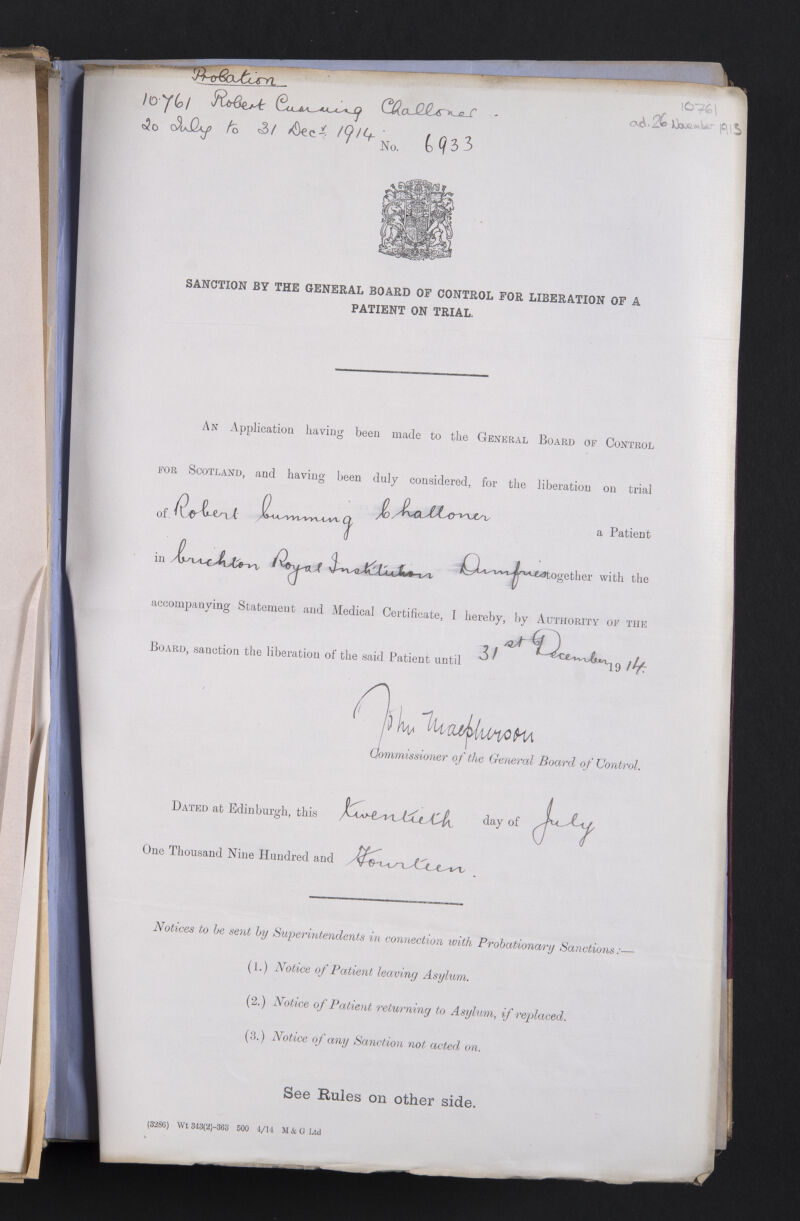 Probation
10761 Robert Cumming Challoner.
10761
20 July to 31 Decr. 1914.
ad. 26 November 1913
No. 6933
SANCTION BY THE GENERAL BOARD OF CONTROL FOR LIBERATION OF A
PATIENT ON TRIAL.
AN Application having been made to the GENERAL BOARD OF CONTROL
FOR SCOTLAND, and having been duly considered, for the liberation on trial
of Robert Cumming Challoner a Patient
in Crichton Royal Institution Dumfries together with the
accompanying Statement and Medical Certificate, I hereby, by AUTHORITY OF THE
BOARD, sanction the liberation of the said Patient until 31st December 1914.
John Macpherson
Commissioner of the General Board of Control.
DATED at Edinburgh, this twentieth day of July
One Thousand Nine Hundred and Fourteen.
Notices to be sent by Superintendents in connection with Probationary Sanctions:—
(1.) Notice of Patient leaving Asylum.
(2.) Notice of Patient returning to Asylum, if replaced.
(3.) Notice of any Sanction not acted on.
See Rules on other side.
(3286) Wt 343(2)-363 500 4/14 M & G Ltd